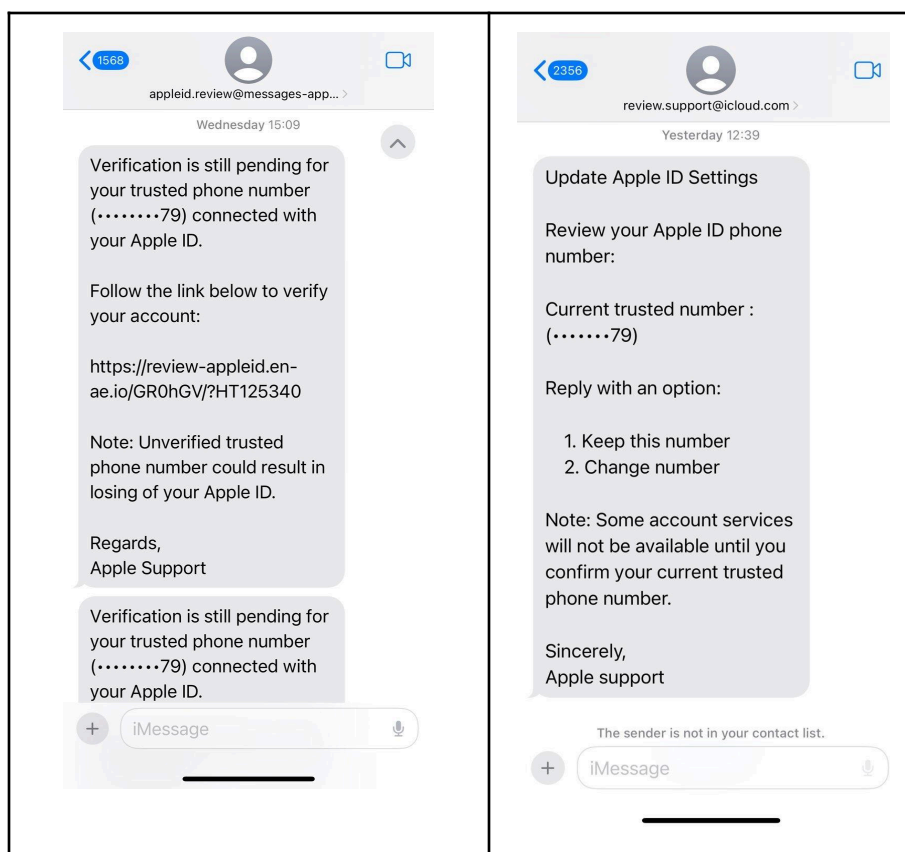 1568
appleid.review@messages-app...
Wednesday 15:09
Verification is still pending for
your trusted phone number
(········79) connected with
your Apple ID.
Follow the link below to verify
your account:
https://review-appleid.en-
ae.io/GR0hGV/?HT125340
Note: Unverified trusted
phone number could result in
losing of your Apple ID.
Regards,
Apple Support
Verification is still pending for
your trusted phone number
(········79) connected with
your Apple ID.
iMessage
2356
review.support@icloud.com
Yesterday 12:39
Update Apple ID Settings
Review your Apple ID phone
number:
Current trusted number :
(·······79)
Reply with an option:
1. Keep this number
2. Change number
Note: Some account services
will not be available until you
confirm your current trusted
phone number.
Sincerely,
Apple support
The sender is not in your contact list.
iMessage